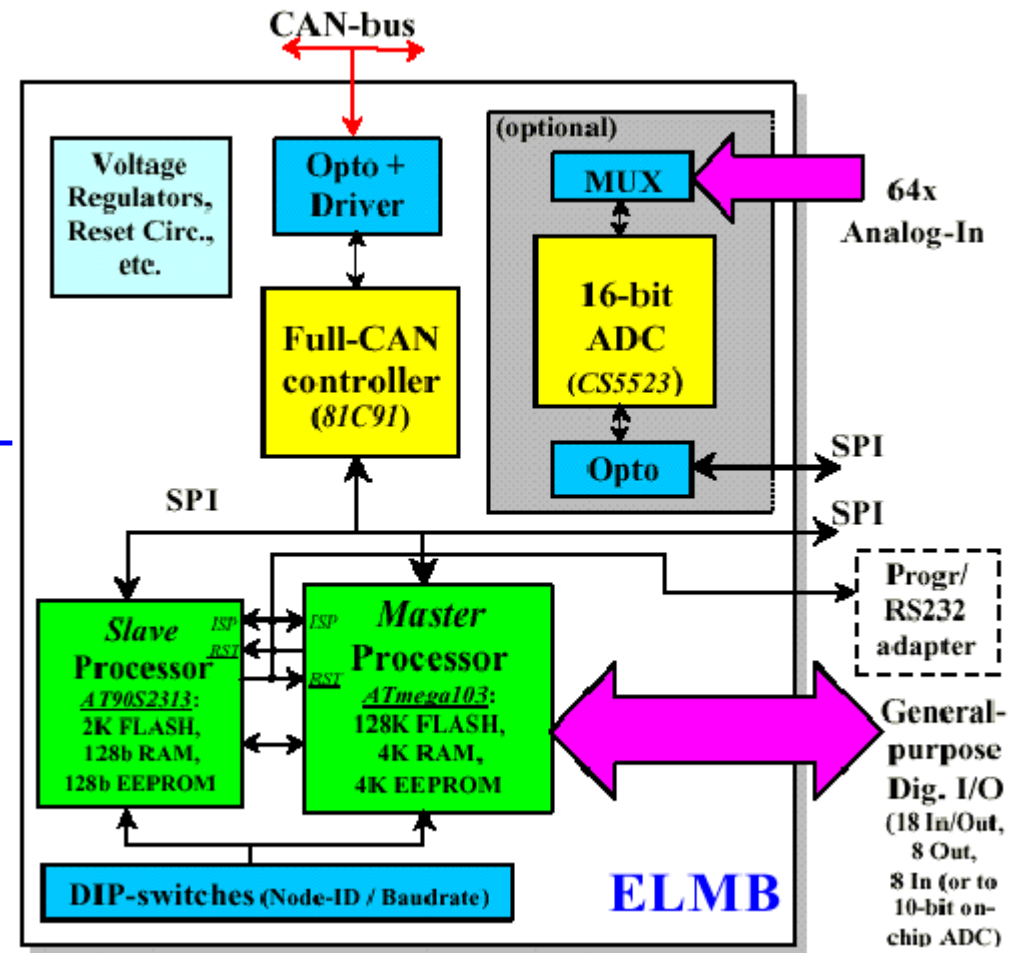 CAN-bus
Voltage
Regulators,
Reset Circ.,
etc.
Opto +
Driver
Full-CAN
controller
(81C91)
(optional)
MUX
16-bit
ADC
(CS5523)
Opto
64x
Analog-In
SPI
SPI
SPI
Progr/
RS232
adapter
Slave
Processor
AT90S2313:
2K FLASH,
128b RAM,
128b EEPROM
ISP
RST
ISP
RST
Master
Processor
ATmega103:
128K FLASH,
4K RAM,
4K EEPROM
General-
purpose
Dig. I/O
(18 In/Out,
8 Out,
8 In (or to
10-bit on-
chip ADC)
DIP-switches (Node-ID / Baudrate)
ELMB